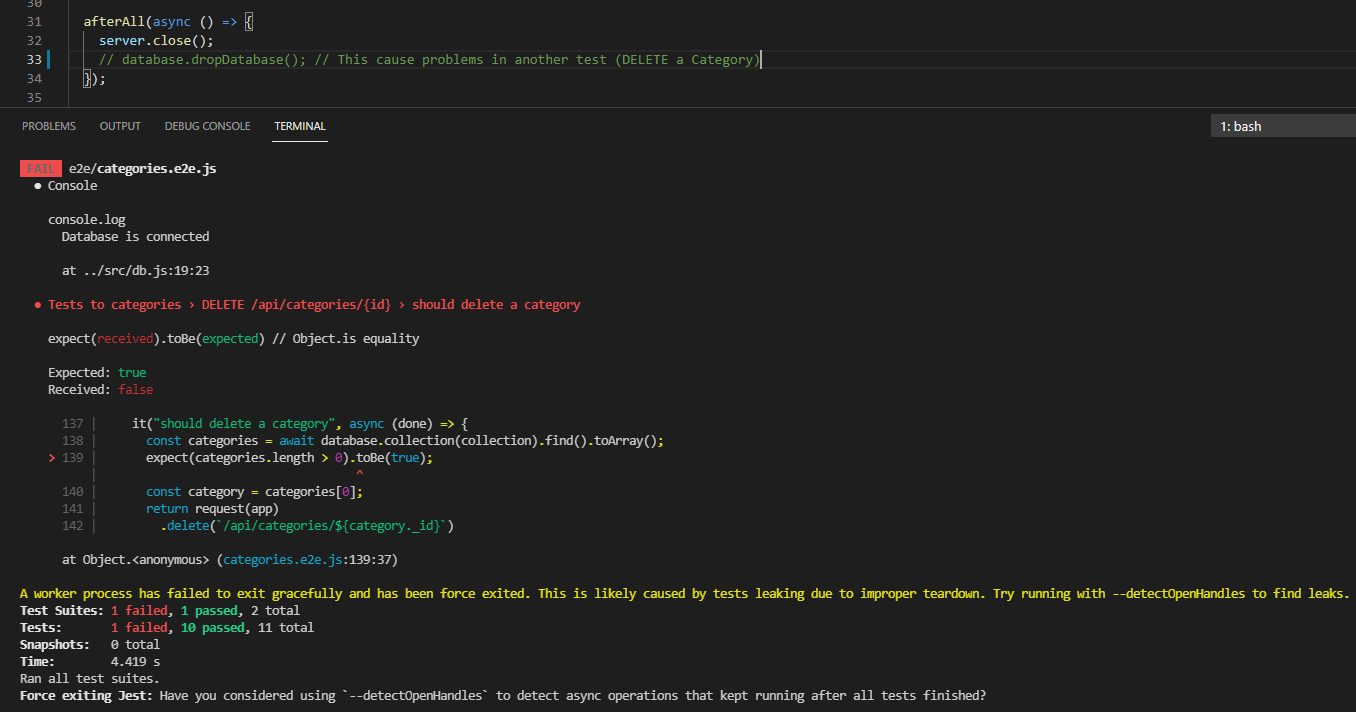 30
31 afterAll(async () => {
32 server.close();
33 // database.dropDatabase(); // This cause problems in another test (DELETE a Category)
34 });
35
PROBLEMS OUTPUT DEBUG CONSOLE TERMINAL 1: bash
FAIL e2e/categories.e2e.js
● Console
console.log
Database is connected
at ../src/db.js:19:23
● Tests to categories › DELETE /api/categories/{id} › should delete a category
expect(received).toBe(expected) // Object.is equality
Expected: true
Received: false
137 | it("should delete a category", async (done) => {
138 | const categories = await database.collection(collection).find().toArray();
> 139 | expect(categories.length > 0).toBe(true);
| ^
140 | const category = categories[0];
141 | return request(app)
142 | .delete(`/api/categories/${category._id}`)
at Object.<anonymous> (categories.e2e.js:139:37)
A worker process has failed to exit gracefully and has been force exited. This is likely caused by tests leaking due to improper teardown. Try running with --detectOpenHandles to find leaks.
Test Suites: 1 failed, 1 passed, 2 total
Tests: 1 failed, 10 passed, 11 total
Snapshots: 0 total
Time: 4.419 s
Ran all test suites.
Force exiting Jest: Have you considered using `--detectOpenHandles` to detect async operations that kept running after all tests finished?